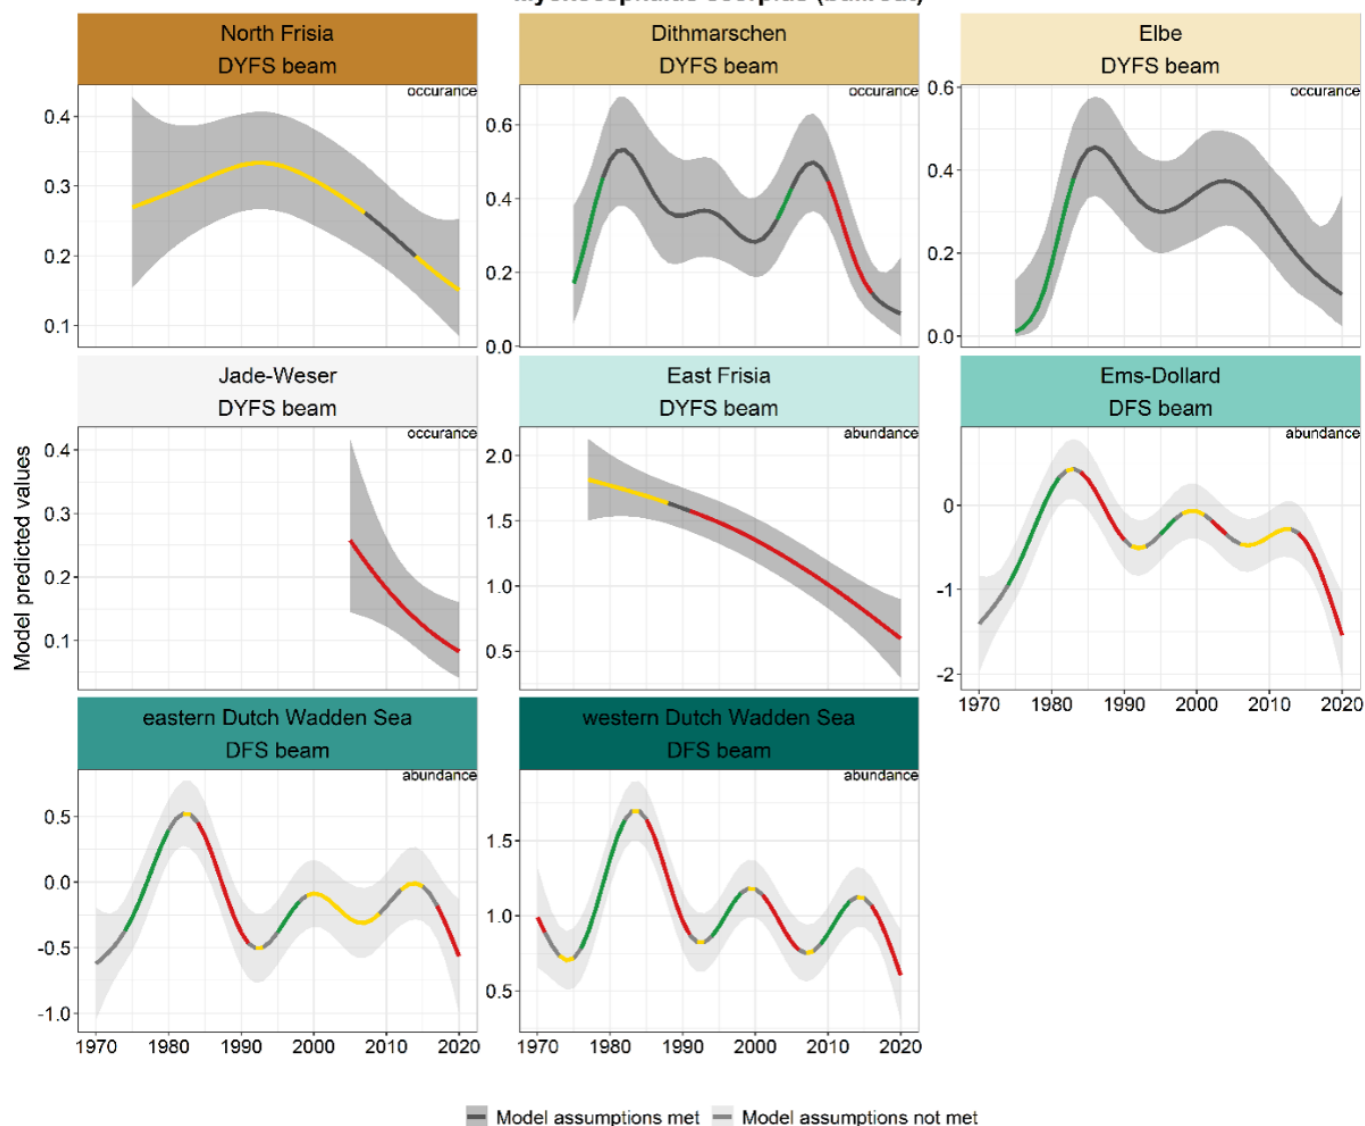 North Frisia
DYFS beam
Dithmarschen
DYFS beam
Elbe
DYFS beam
occurance
occurance
occurance
0.4
0.3
0.2
0.1
0.6
0.4
0.2
0.0
0.6
0.4
0.2
0.0
Jade-Weser
DYFS beam
East Frisia
DYFS beam
Ems-Dollard
DFS beam
occurance
abundance
abundance
Model predicted values
0.4
0.3
0.2
0.1
2.0
1.5
1.0
0.5
0
-1
-2
1970 1980 1990 2000 2010 2020
eastern Dutch Wadden Sea
DFS beam
western Dutch Wadden Sea
DFS beam
abundance
abundance
0.5
0.0
-0.5
-1.0
1.5
1.0
0.5
1970 1980 1990 2000 2010 2020
1970 1980 1990 2000 2010 2020
Model assumptions met Model assumptions not met